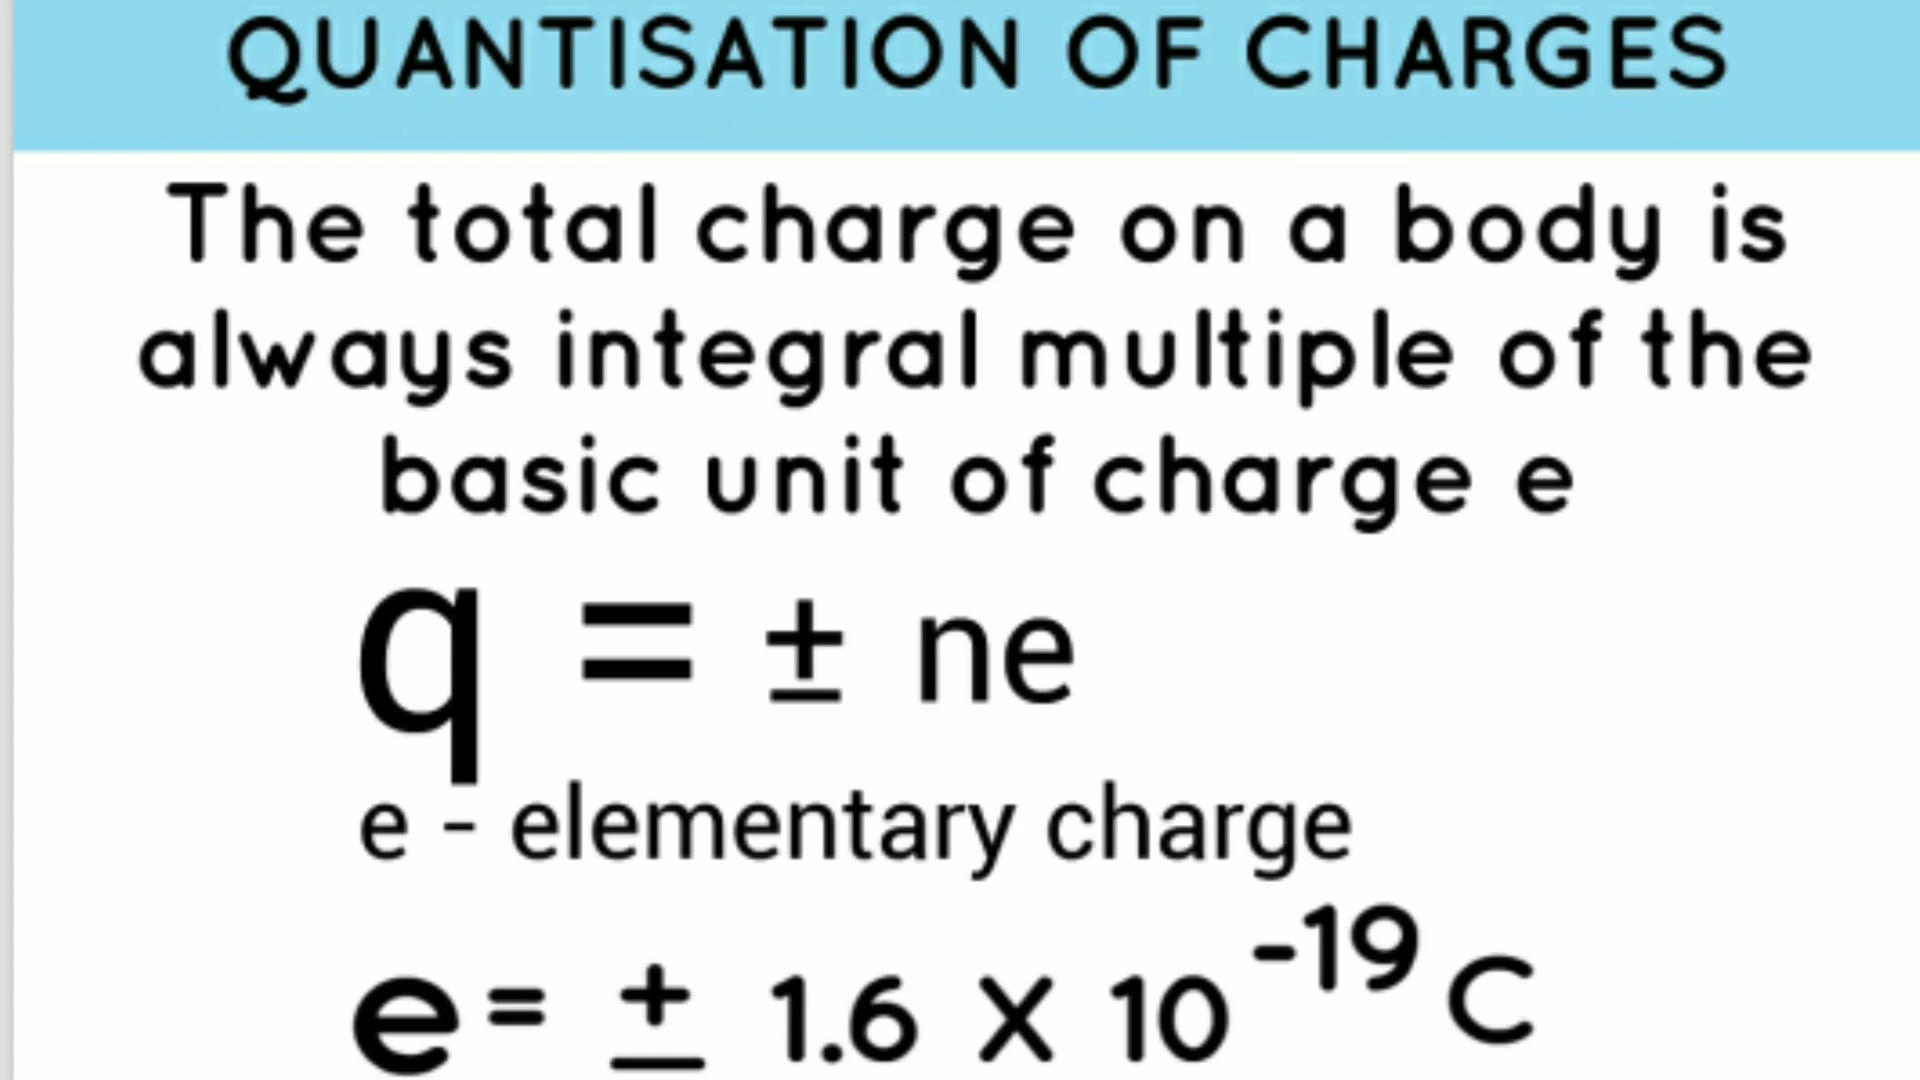 QUANTISATION OF CHARGES
The total charge on a body is
always integral multiple of the
basic unit of charge e
q = ± ne
e - elementary charge
e = ± 1.6 X 10⁻¹⁹ C